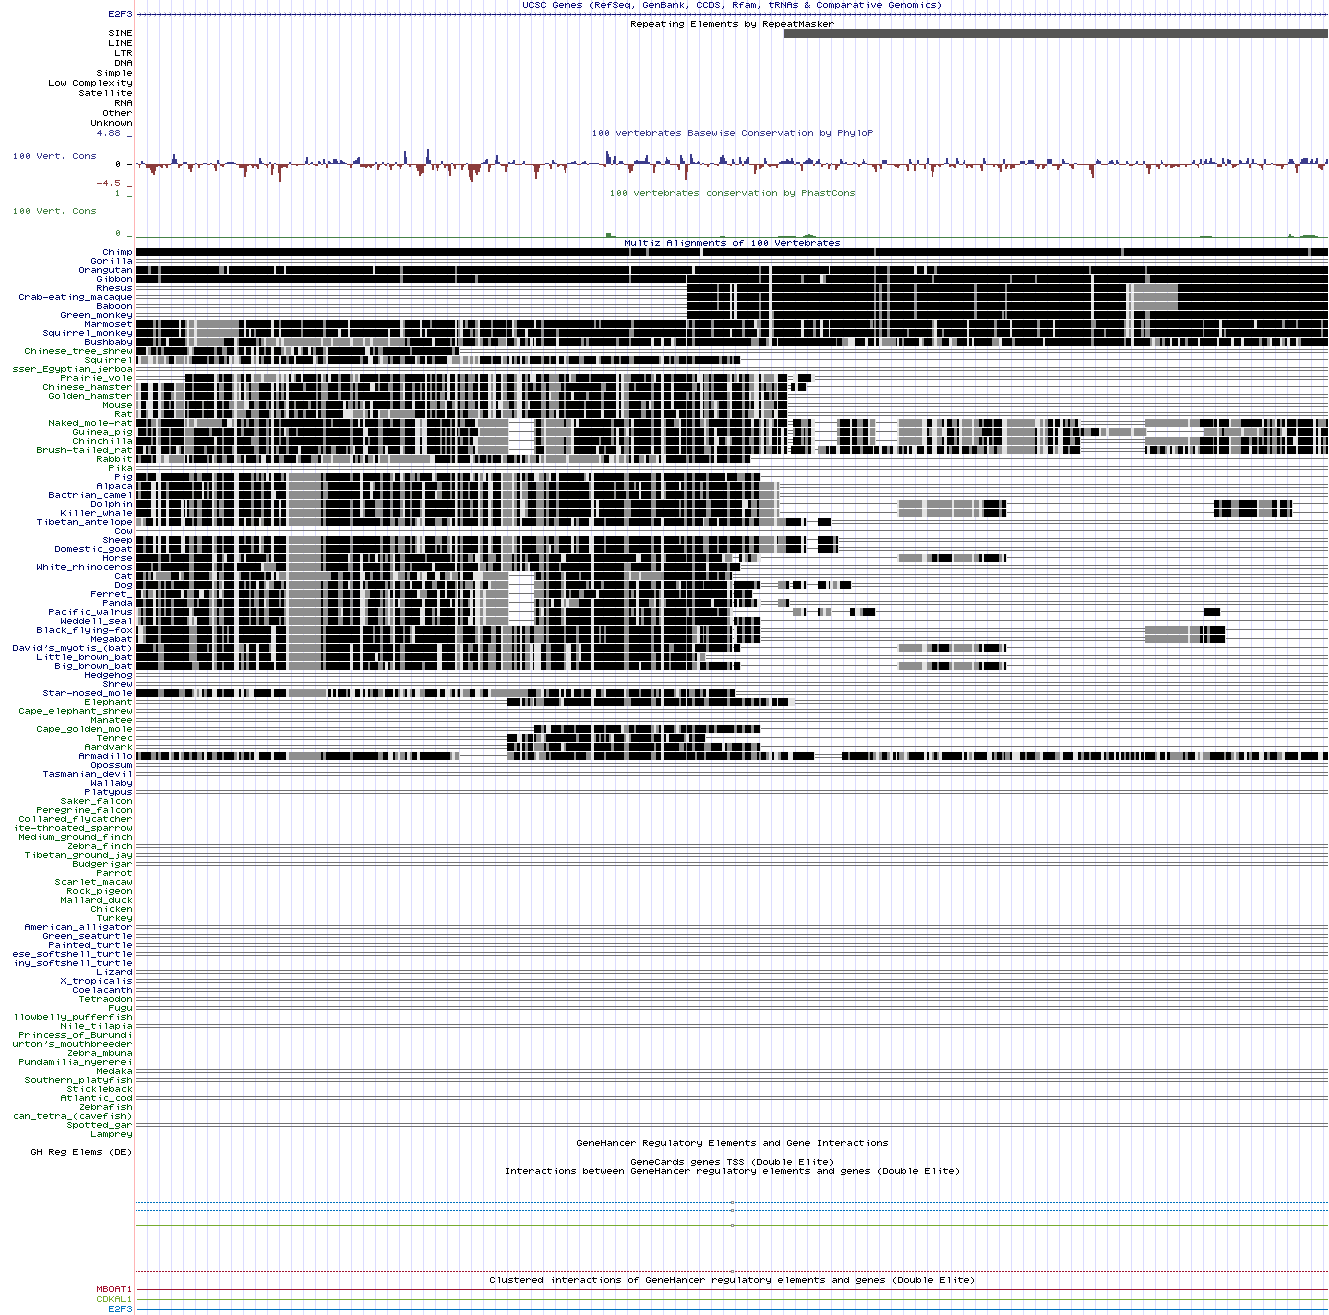 UCSC Genes (RefSeq, GenBank, CCDS, Rfam, tRNAs & Comparative Genomics)
E2F3
Repeating Elements by RepeatMasker
SINE
LINE
LTR
DNA
Simple
Low Complexity
Satellite
RNA
Other
Unknown
4.88 _
100 vertebrates Basewise Conservation by PhyloP
100 Vert. Cons
0 _
-4.5 _
100 vertebrates conservation by PhastCons
1 _
100 Vert. Cons
0 _
Multiz Alignments of 100 Vertebrates
Chimp
Gorilla
Orangutan
Gibbon
Rhesus
Crab-eating_macaque
Baboon
Green_monkey
Marmoset
Squirrel_monkey
Bushbaby
Chinese_tree_shrew
Squirrel
sser_Egyptian_jerboa
Prairie_vole
Chinese_hamster
Golden_hamster
Mouse
Rat
Naked_mole-rat
Guinea_pig
Chinchilla
Brush-tailed_rat
Rabbit
Pika
Pig
Alpaca
Bactrian_camel
Dolphin
Killer_whale
Tibetan_antelope
Cow
Sheep
Domestic_goat
Horse
White_rhinoceros
Cat
Dog
Ferret_
Panda
Pacific_walrus
Weddell_seal
Black_flying-fox
Megabat
David's_myotis_(bat)
Little_brown_bat
Big_brown_bat
Hedgehog
Shrew
Star-nosed_mole
Elephant
Cape_elephant_shrew
Manatee
Cape_golden_mole
Tenrec
Aardvark
Armadillo
Opossum
Tasmanian_devil
Wallaby
Platypus
Saker_falcon
Peregrine_falcon
Collared_flycatcher
ite-throated_sparrow
Medium_ground_finch
Zebra_finch
Tibetan_ground_jay
Budgerigar
Parrot
Scarlet_macaw
Rock_pigeon
Mallard_duck
Chicken
Turkey
American_alligator
Green_seaturtle
Painted_turtle
ese_softshell_turtle
iny_softshell_turtle
Lizard
X_tropicalis
Coelacanth
Tetraodon
Fugu
llowbelly_pufferfish
Nile_tilapia
Princess_of_Burundi
urton's_mouthbreeder
Zebra_mbuna
Pundamilia_nyererei
Medaka
Southern_platyfish
Stickleback
Atlantic_cod
Zebrafish
can_tetra_(cavefish)
Spotted_gar
Lamprey
GeneHancer Regulatory Elements and Gene Interactions
GH Reg Elems (DE)
GeneCards genes TSS (Double Elite)
Interactions between GeneHancer regulatory elements and genes (Double Elite)
Clustered interactions of GeneHancer regulatory elements and genes (Double Elite)
MBOAT1
CDKAL1
E2F3